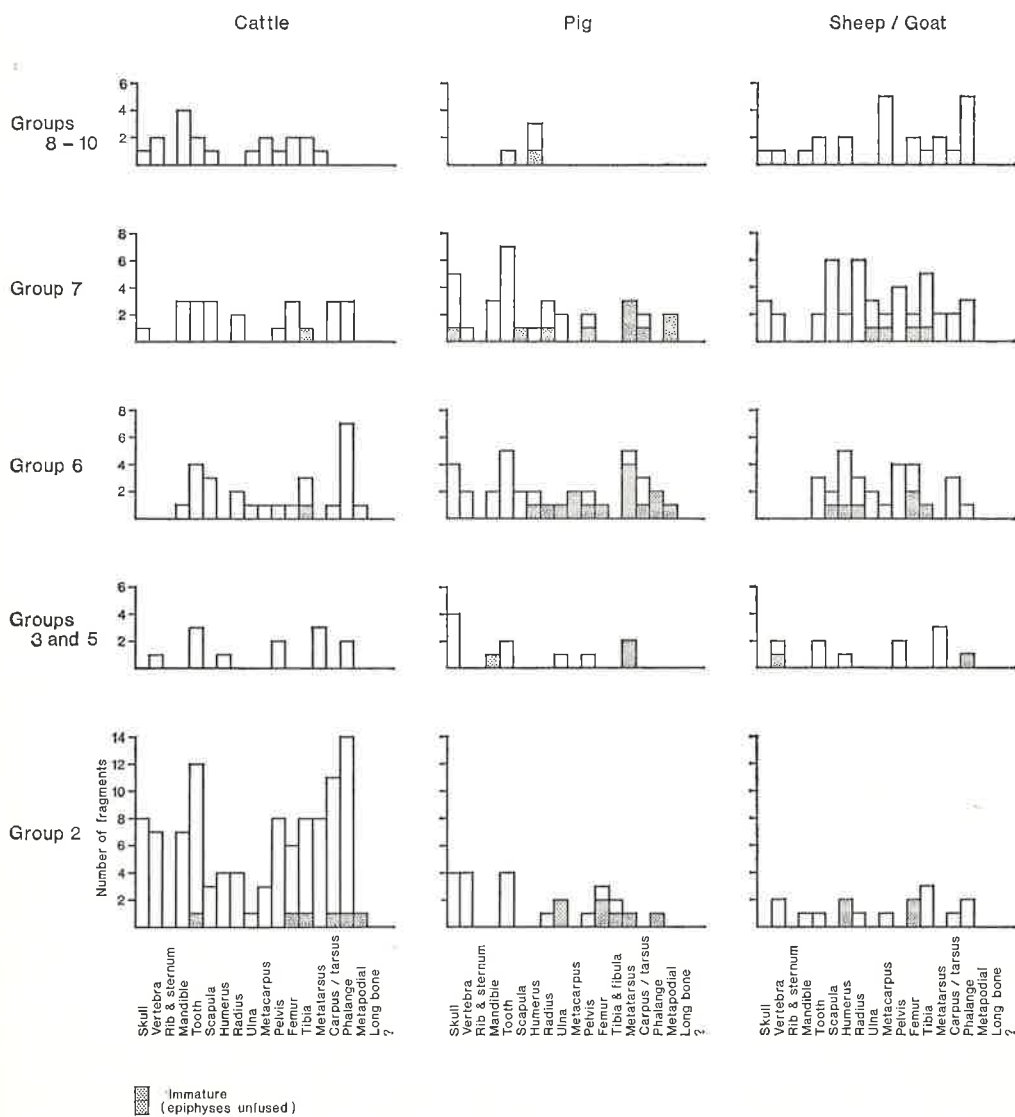 Cattle Pig Sheep / Goat
Groups
8 – 10
6
4
2
Group 7
8
6
4
2
Group 6
8
6
4
2
Groups
3 and 5
6
4
2
Group 2
Number of fragments
14
12
10
8
6
4
2
Skull
Vertebra
Rib & sternum
Mandible
Tooth
Scapula
Humerus
Radius
Ulna
Metacarpus
Pelvis
Femur
Tibia
Metatarsus
Carpus / tarsus
Phalange
Metapodial
Long bone
?
Skull
Vertebra
Rib & sternum
Mandible
Tooth
Scapula
Humerus
Radius
Ulna
Metacarpus
Pelvis
Femur
Tibia & fibula
Metatarsus
Carpus / tarsus
Phalange
Metapodial
Long bone
?
Skull
Vertebra
Rib & sternum
Mandible
Tooth
Scapula
Humerus
Radius
Ulna
Metacarpus
Pelvis
Femur
Tibia
Metatarsus
Carpus / tarsus
Phalange
Metapodial
Long bone
?
Immature
(epiphyses unfused)